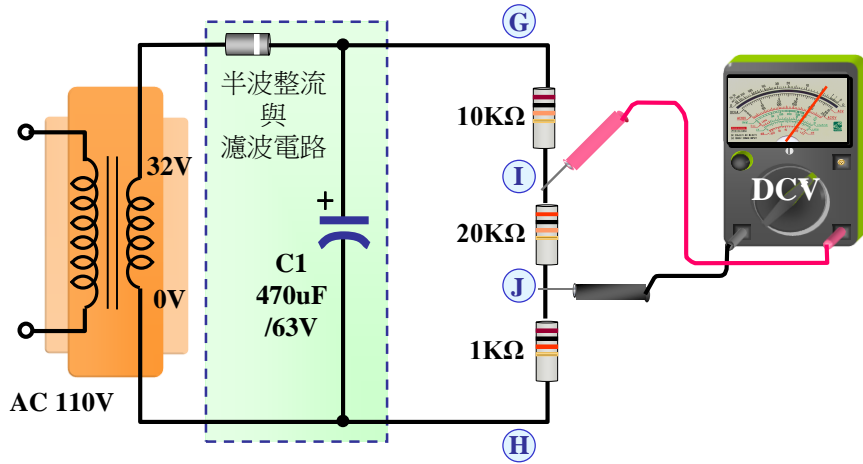 G
半波整流
與
濾波電路
10KΩ
32V
I
DCV
+
20KΩ
C1
470uF
/63V
0V
J
1KΩ
AC 110V
H